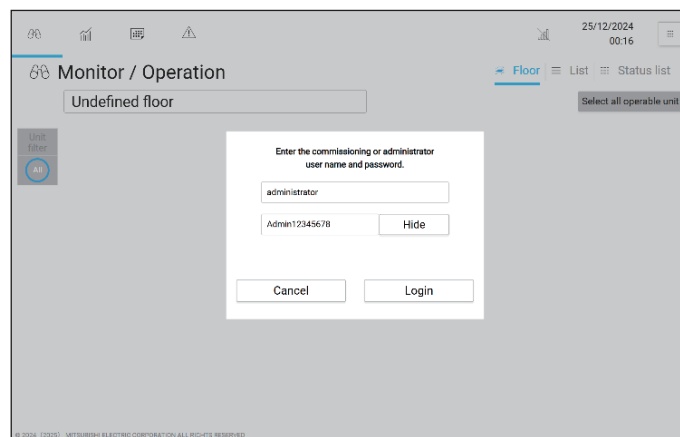 25/12/2024
00:16
Monitor / Operation
Floor
List
Status list
Undefined floor
Select all operable unit
Unit
filter
All
Enter the commissioning or administrator
user name and password.
administrator
Admin12345678
Hide
Cancel
Login
MITSUBISHI ELECTRIC CORPORATION ALL RIGHTS RESERVED